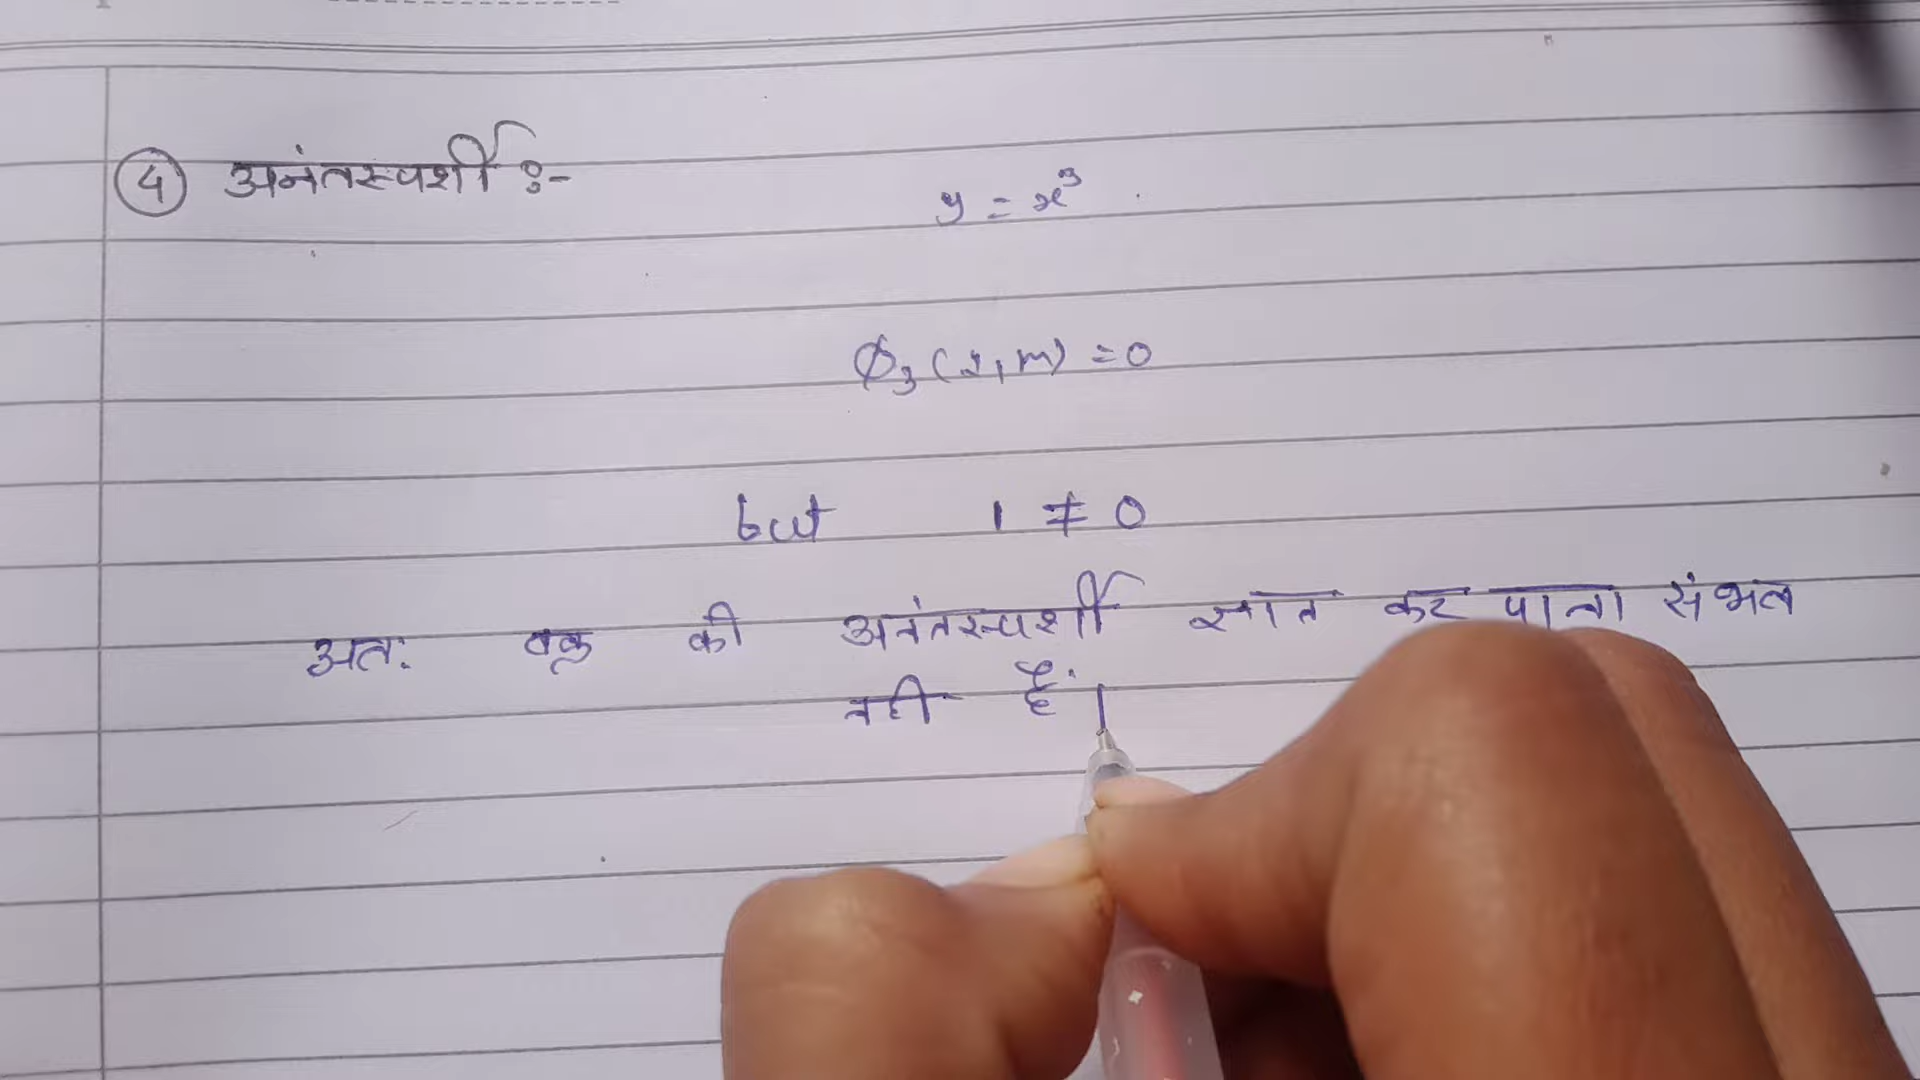 ④ अनंतस्पर्शी :-
y = x³
ϕ₃(1, m) = 0
but 1 ≠ 0
अतः वक्र की अनंतस्पर्शी ज्ञात कर पाना संभव
नही है।